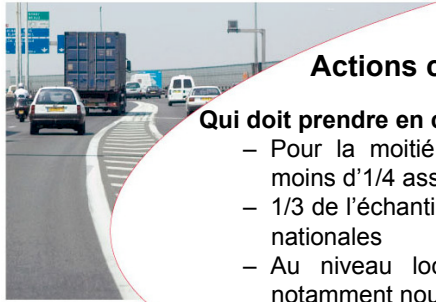 Actions c
Qui doit prendre en c
– Pour la moitié
moins d'1/4 ass
– 1/3 de l'échanti
nationales
– Au niveau loc
notamment nou